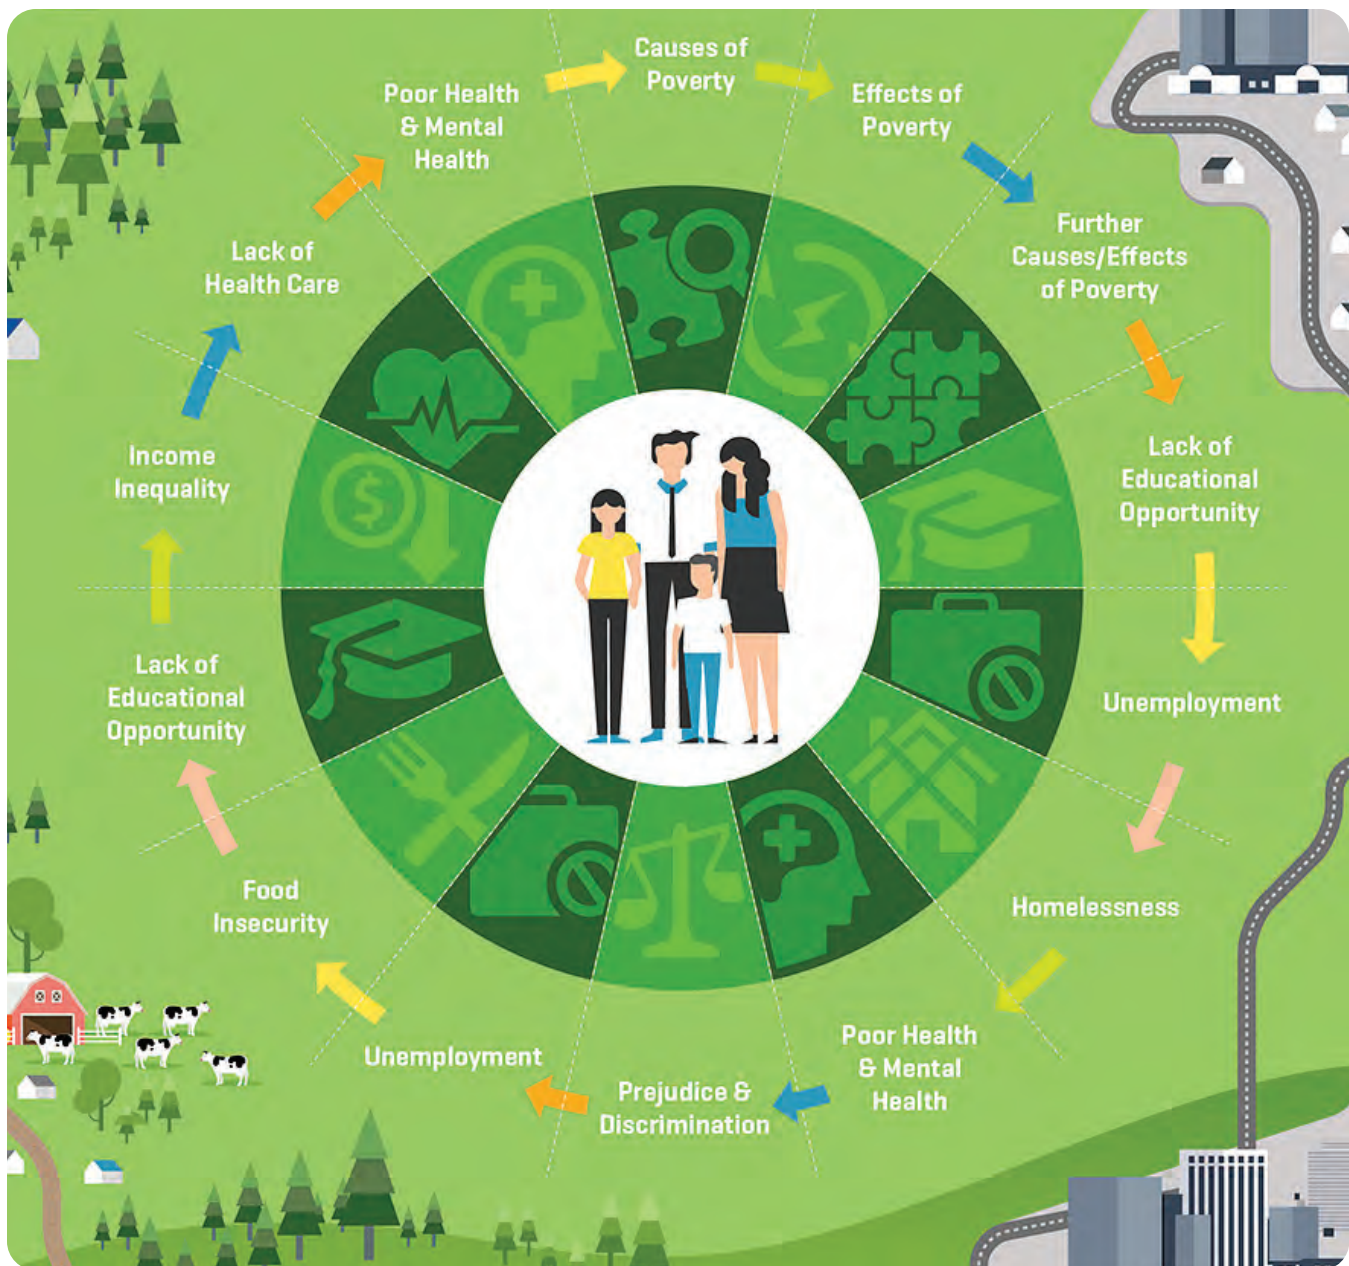 Causes of
Poverty
Effects of
Poverty
Further
Causes/Effects
of Poverty
Lack of
Educational
Opportunity
Unemployment
Homelessness
Poor Health
& Mental
Health
Prejudice &
Discrimination
Unemployment
Food
Insecurity
Lack of
Educational
Opportunity
Income
Inequality
Lack of
Health Care
Poor Health
& Mental
Health
$